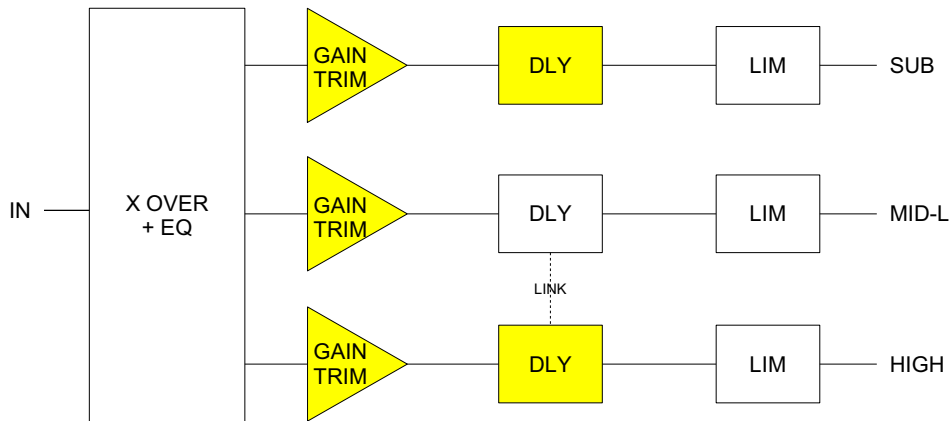 GAIN
TRIM
DLY
LIM
SUB
IN
X OVER
+ EQ
GAIN
TRIM
DLY
LIM
MID-L
LINK
GAIN
TRIM
DLY
LIM
HIGH